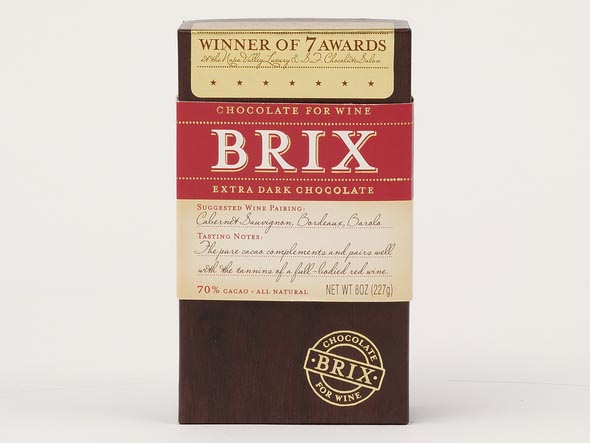 WINNER OF 7 AWARDS
at the Napa Valley Luxury & S.F. Chocolate Salon
CHOCOLATE FOR WINE
BRIX
EXTRA DARK CHOCOLATE
SUGGESTED WINE PAIRING:
Cabernet Sauvignon, Bordeaux, Barolo
TASTING NOTES:
The pure cacao complements and pairs well
with the tannins of a full-bodied red wine.
70% CACAO · ALL NATURAL NET WT 8OZ (227g)
CHOCOLATE
·BRIX·
FOR WINE